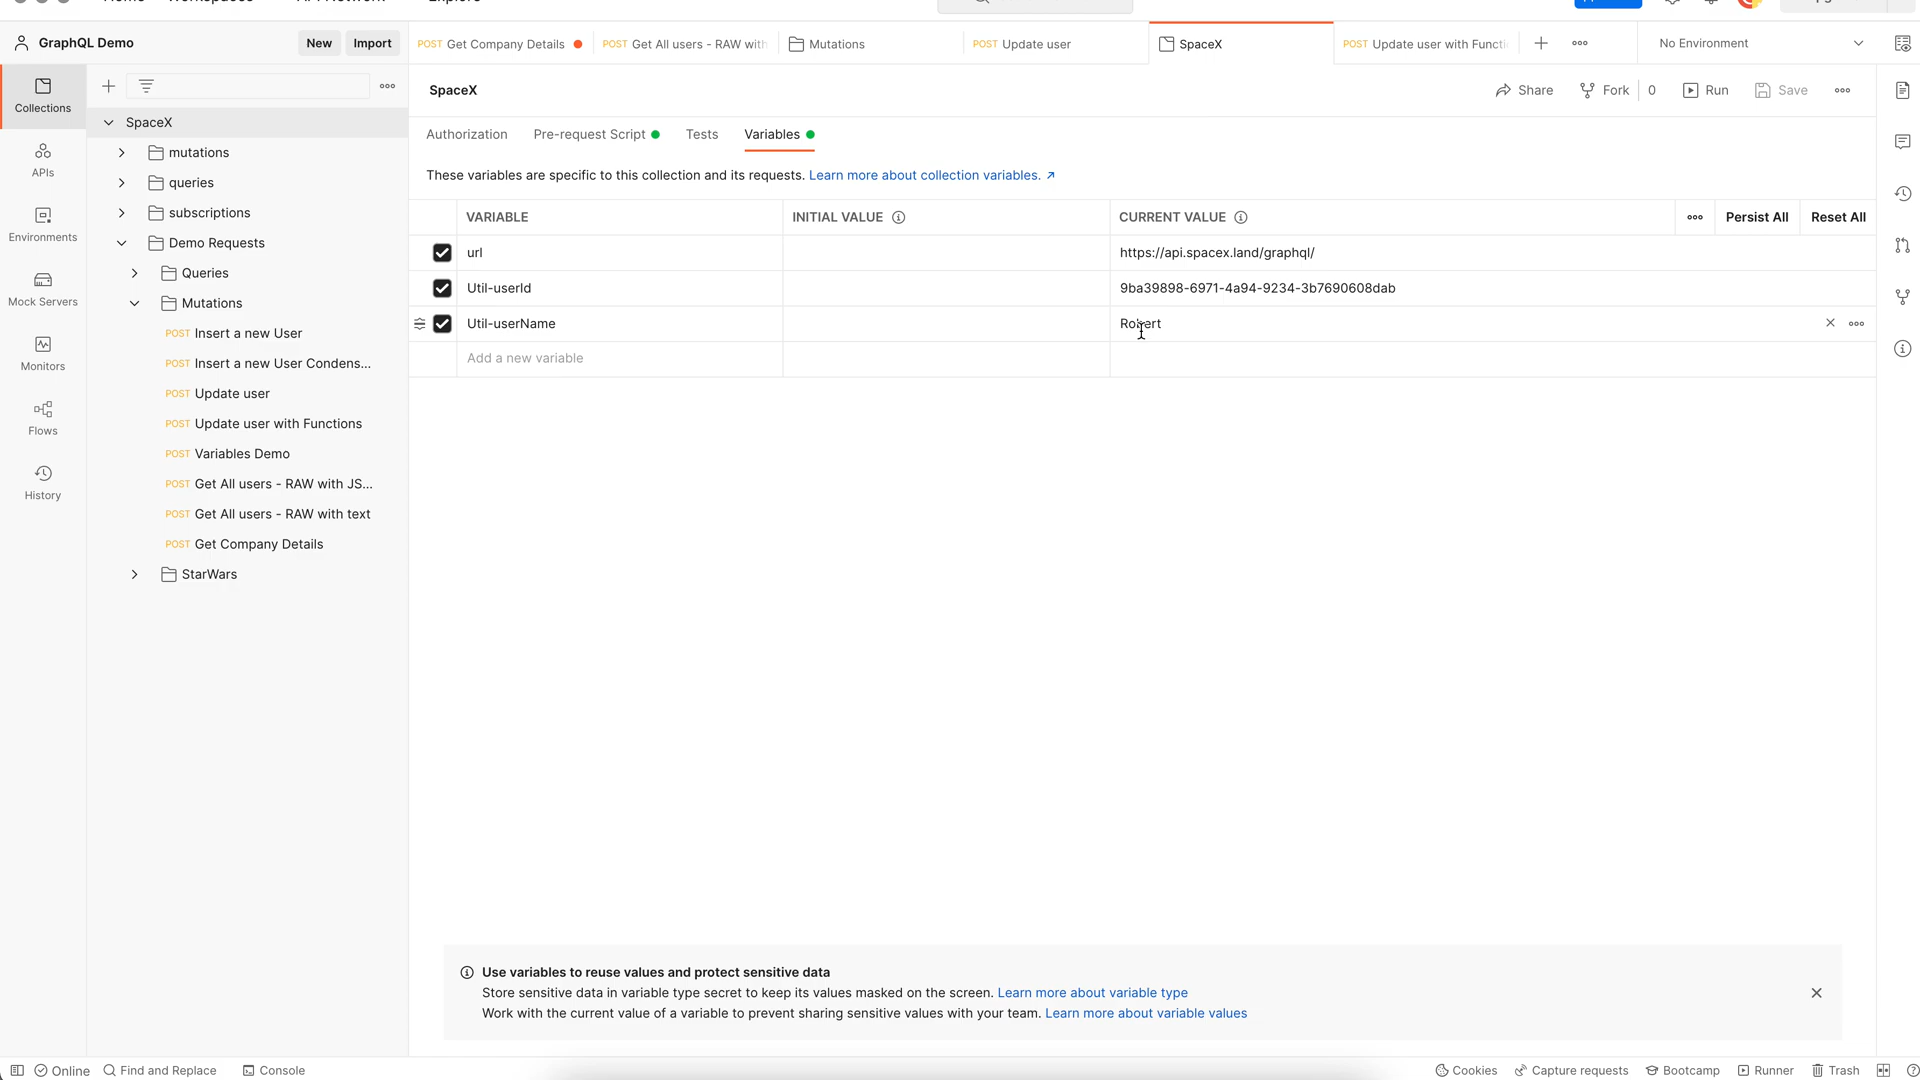 GraphQL Demo
New
Import
POST Get Company Details
POST Get All users - RAW with
Mutations
POST Update user
SpaceX
POST Update user with Functi
No Environment
Collections
APIs
Environments
Mock Servers
Monitors
Flows
History
SpaceX
mutations
queries
subscriptions
Demo Requests
Queries
Mutations
POST Insert a new User
POST Insert a new User Condens...
POST Update user
POST Update user with Functions
POST Variables Demo
POST Get All users - RAW with JS...
POST Get All users - RAW with text
POST Get Company Details
StarWars
SpaceX
Share
Fork
0
Run
Save
Authorization
Pre-request Script
Tests
Variables
These variables are specific to this collection and its requests. Learn more about collection variables. ↗
VARIABLE
INITIAL VALUE
CURRENT VALUE
Persist All
Reset All
url
https://api.spacex.land/graphql/
Util-userId
9ba39898-6971-4a94-9234-3b7690608dab
Util-userName
Robert
Add a new variable
Use variables to reuse values and protect sensitive data
Store sensitive data in variable type secret to keep its values masked on the screen. Learn more about variable type
Work with the current value of a variable to prevent sharing sensitive values with your team. Learn more about variable values
Online
Find and Replace
Console
Cookies
Capture requests
Bootcamp
Runner
Trash